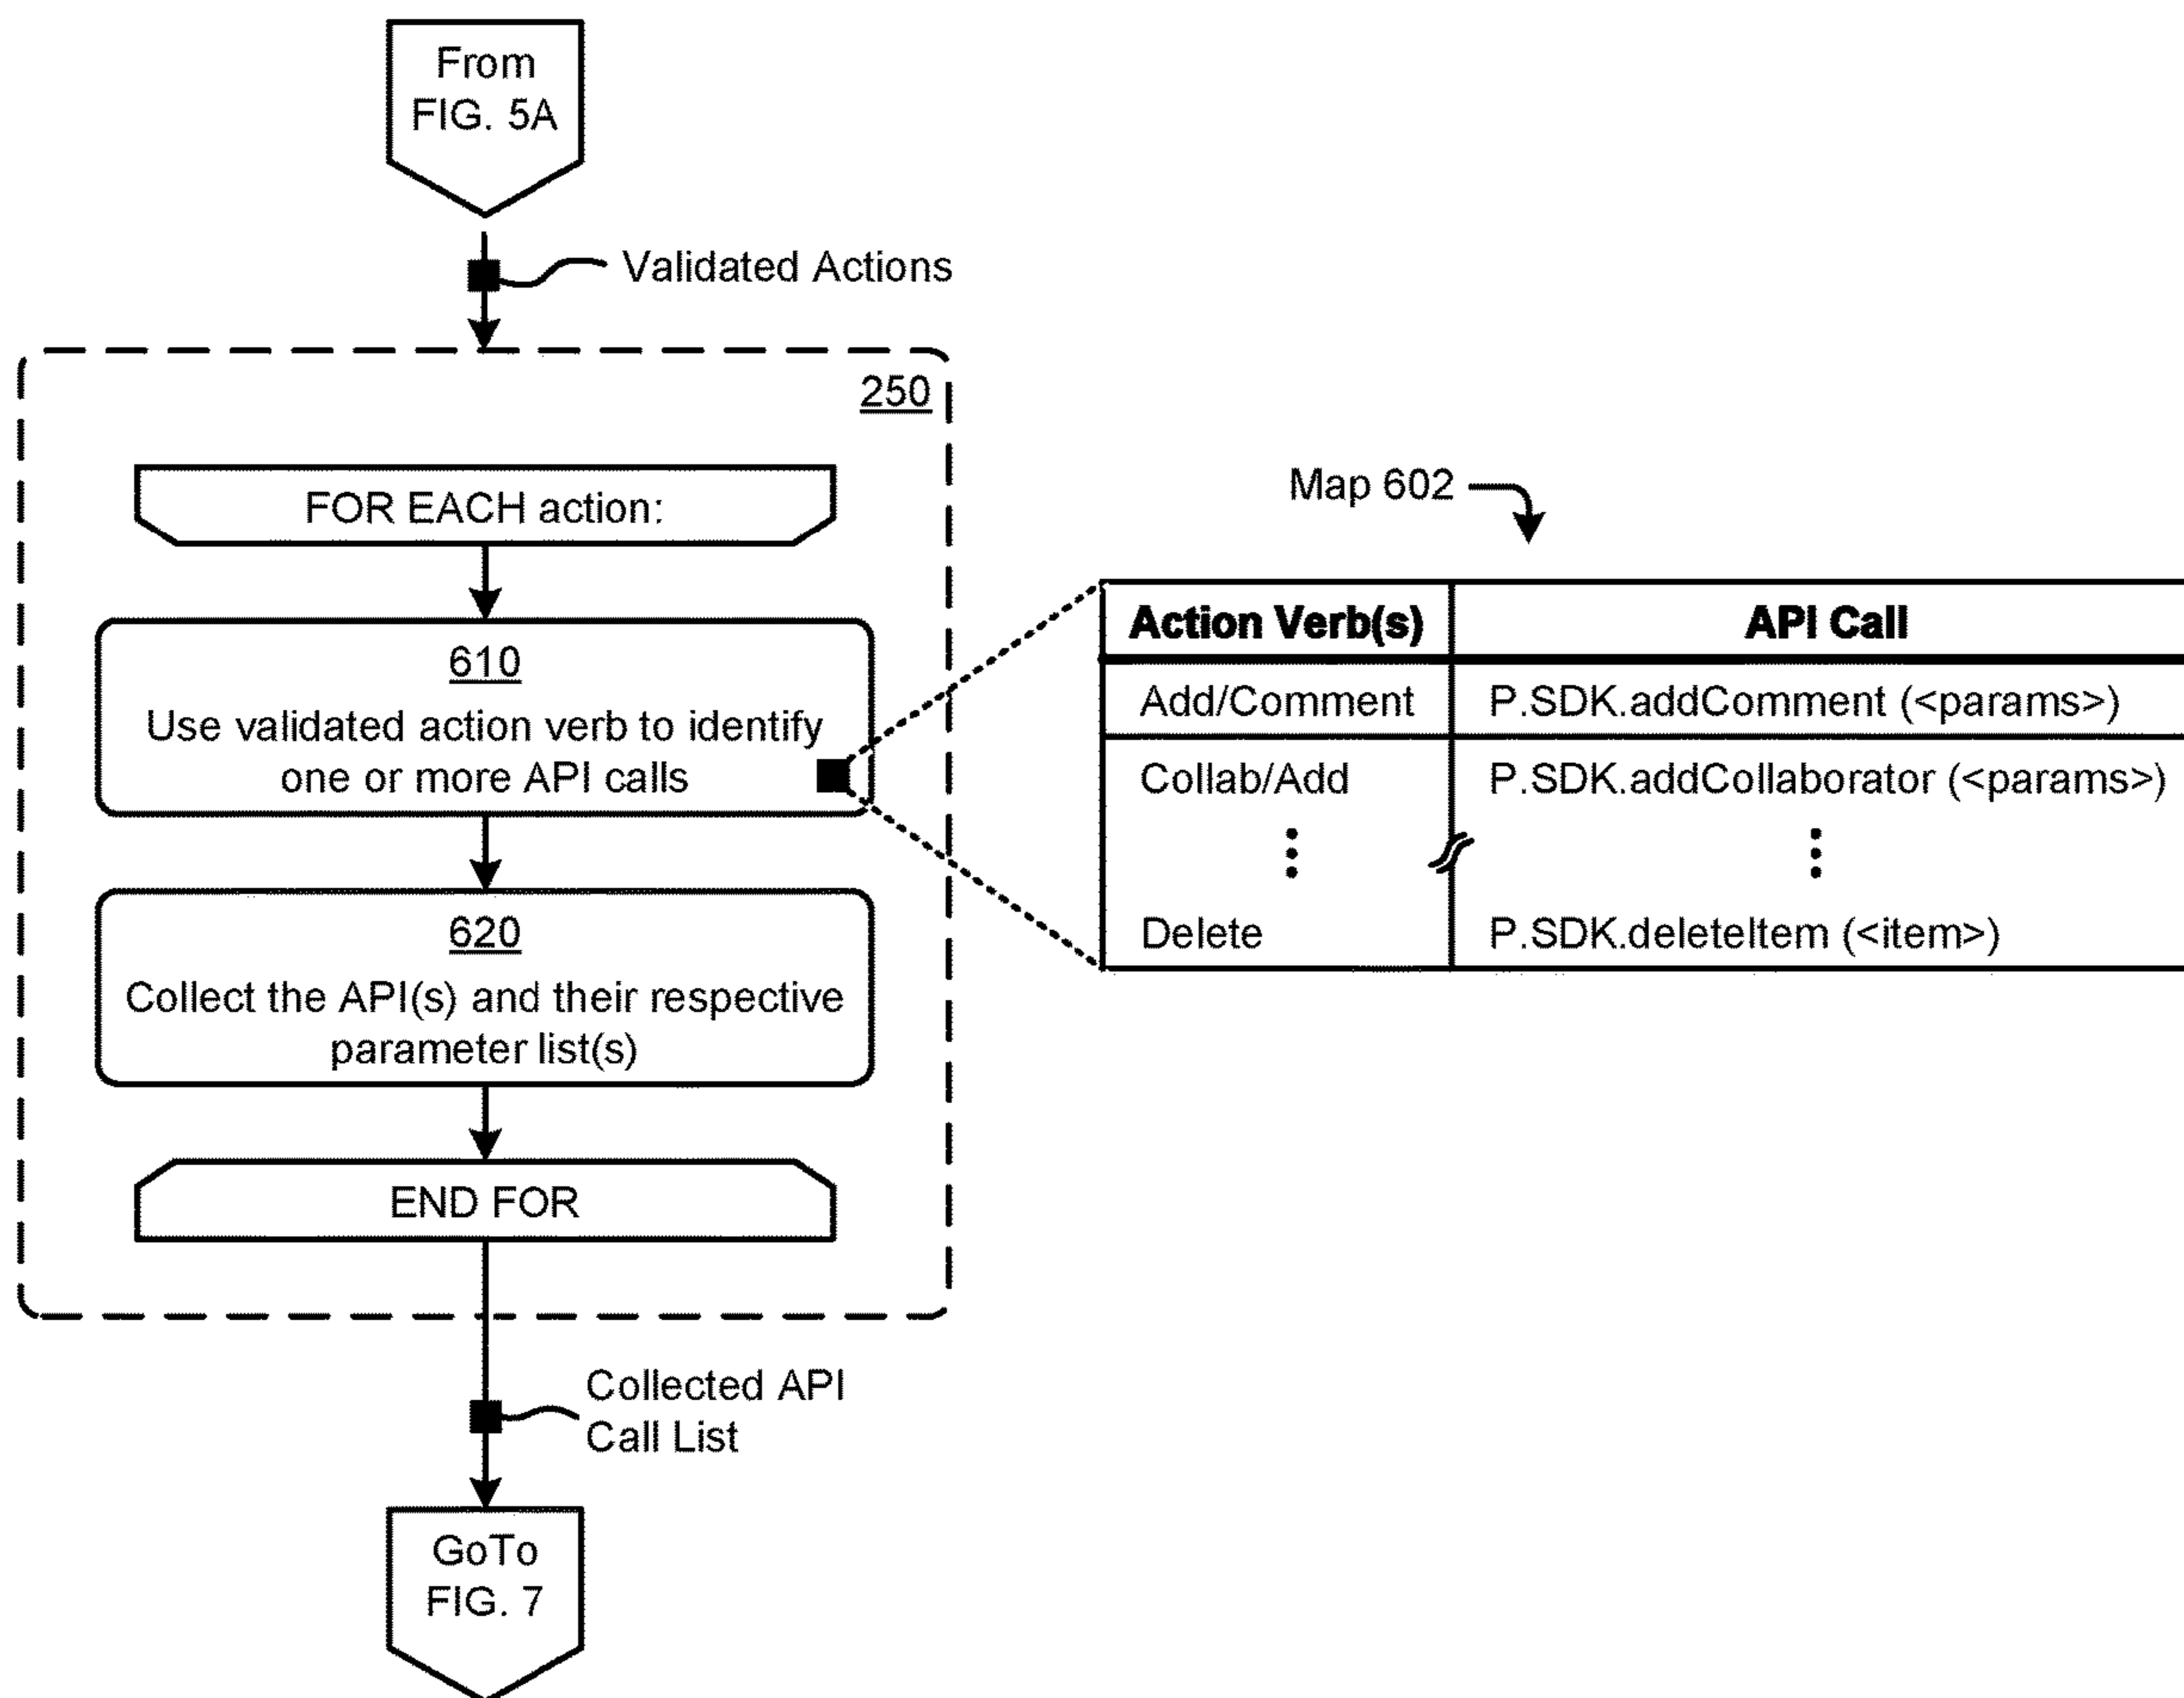 From
FIG. 5A
Validated Actions
250
FOR EACH action:
610
Use validated action verb to identify
one or more API calls
620
Collect the API(s) and their respective
parameter list(s)
END FOR
Collected API
Call List
GoTo
FIG. 7
Map 602
Action Verb(s) API Call
Add/Comment P.SDK.addComment (<params>)
Collab/Add P.SDK.addCollaborator (<params>)
Delete P.SDK.deleteItem (<item>)